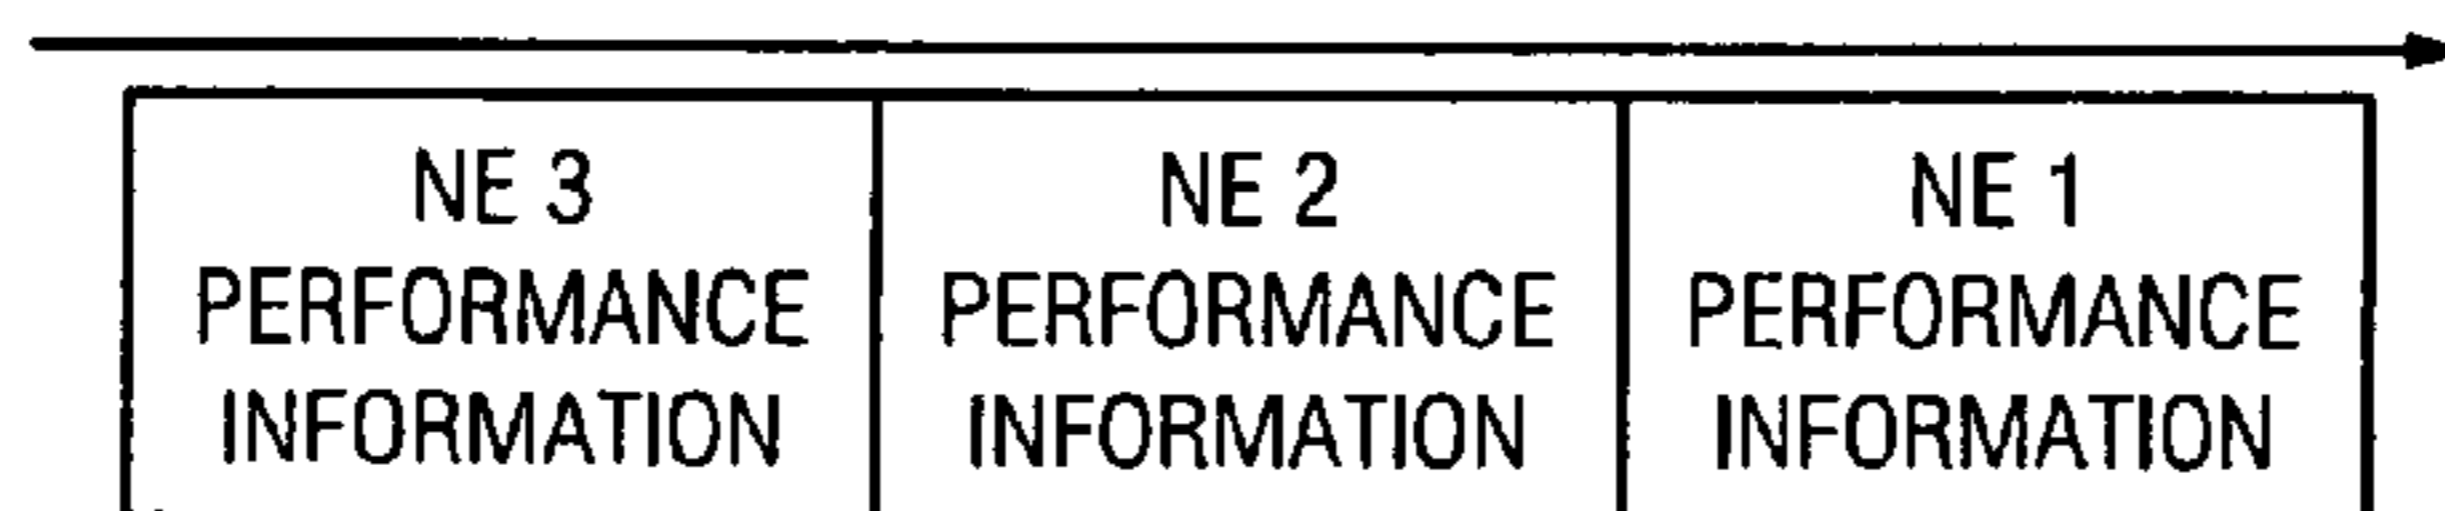 NE 3
PERFORMANCE
INFORMATION
NE 2
PERFORMANCE
INFORMATION
NE 1
PERFORMANCE
INFORMATION